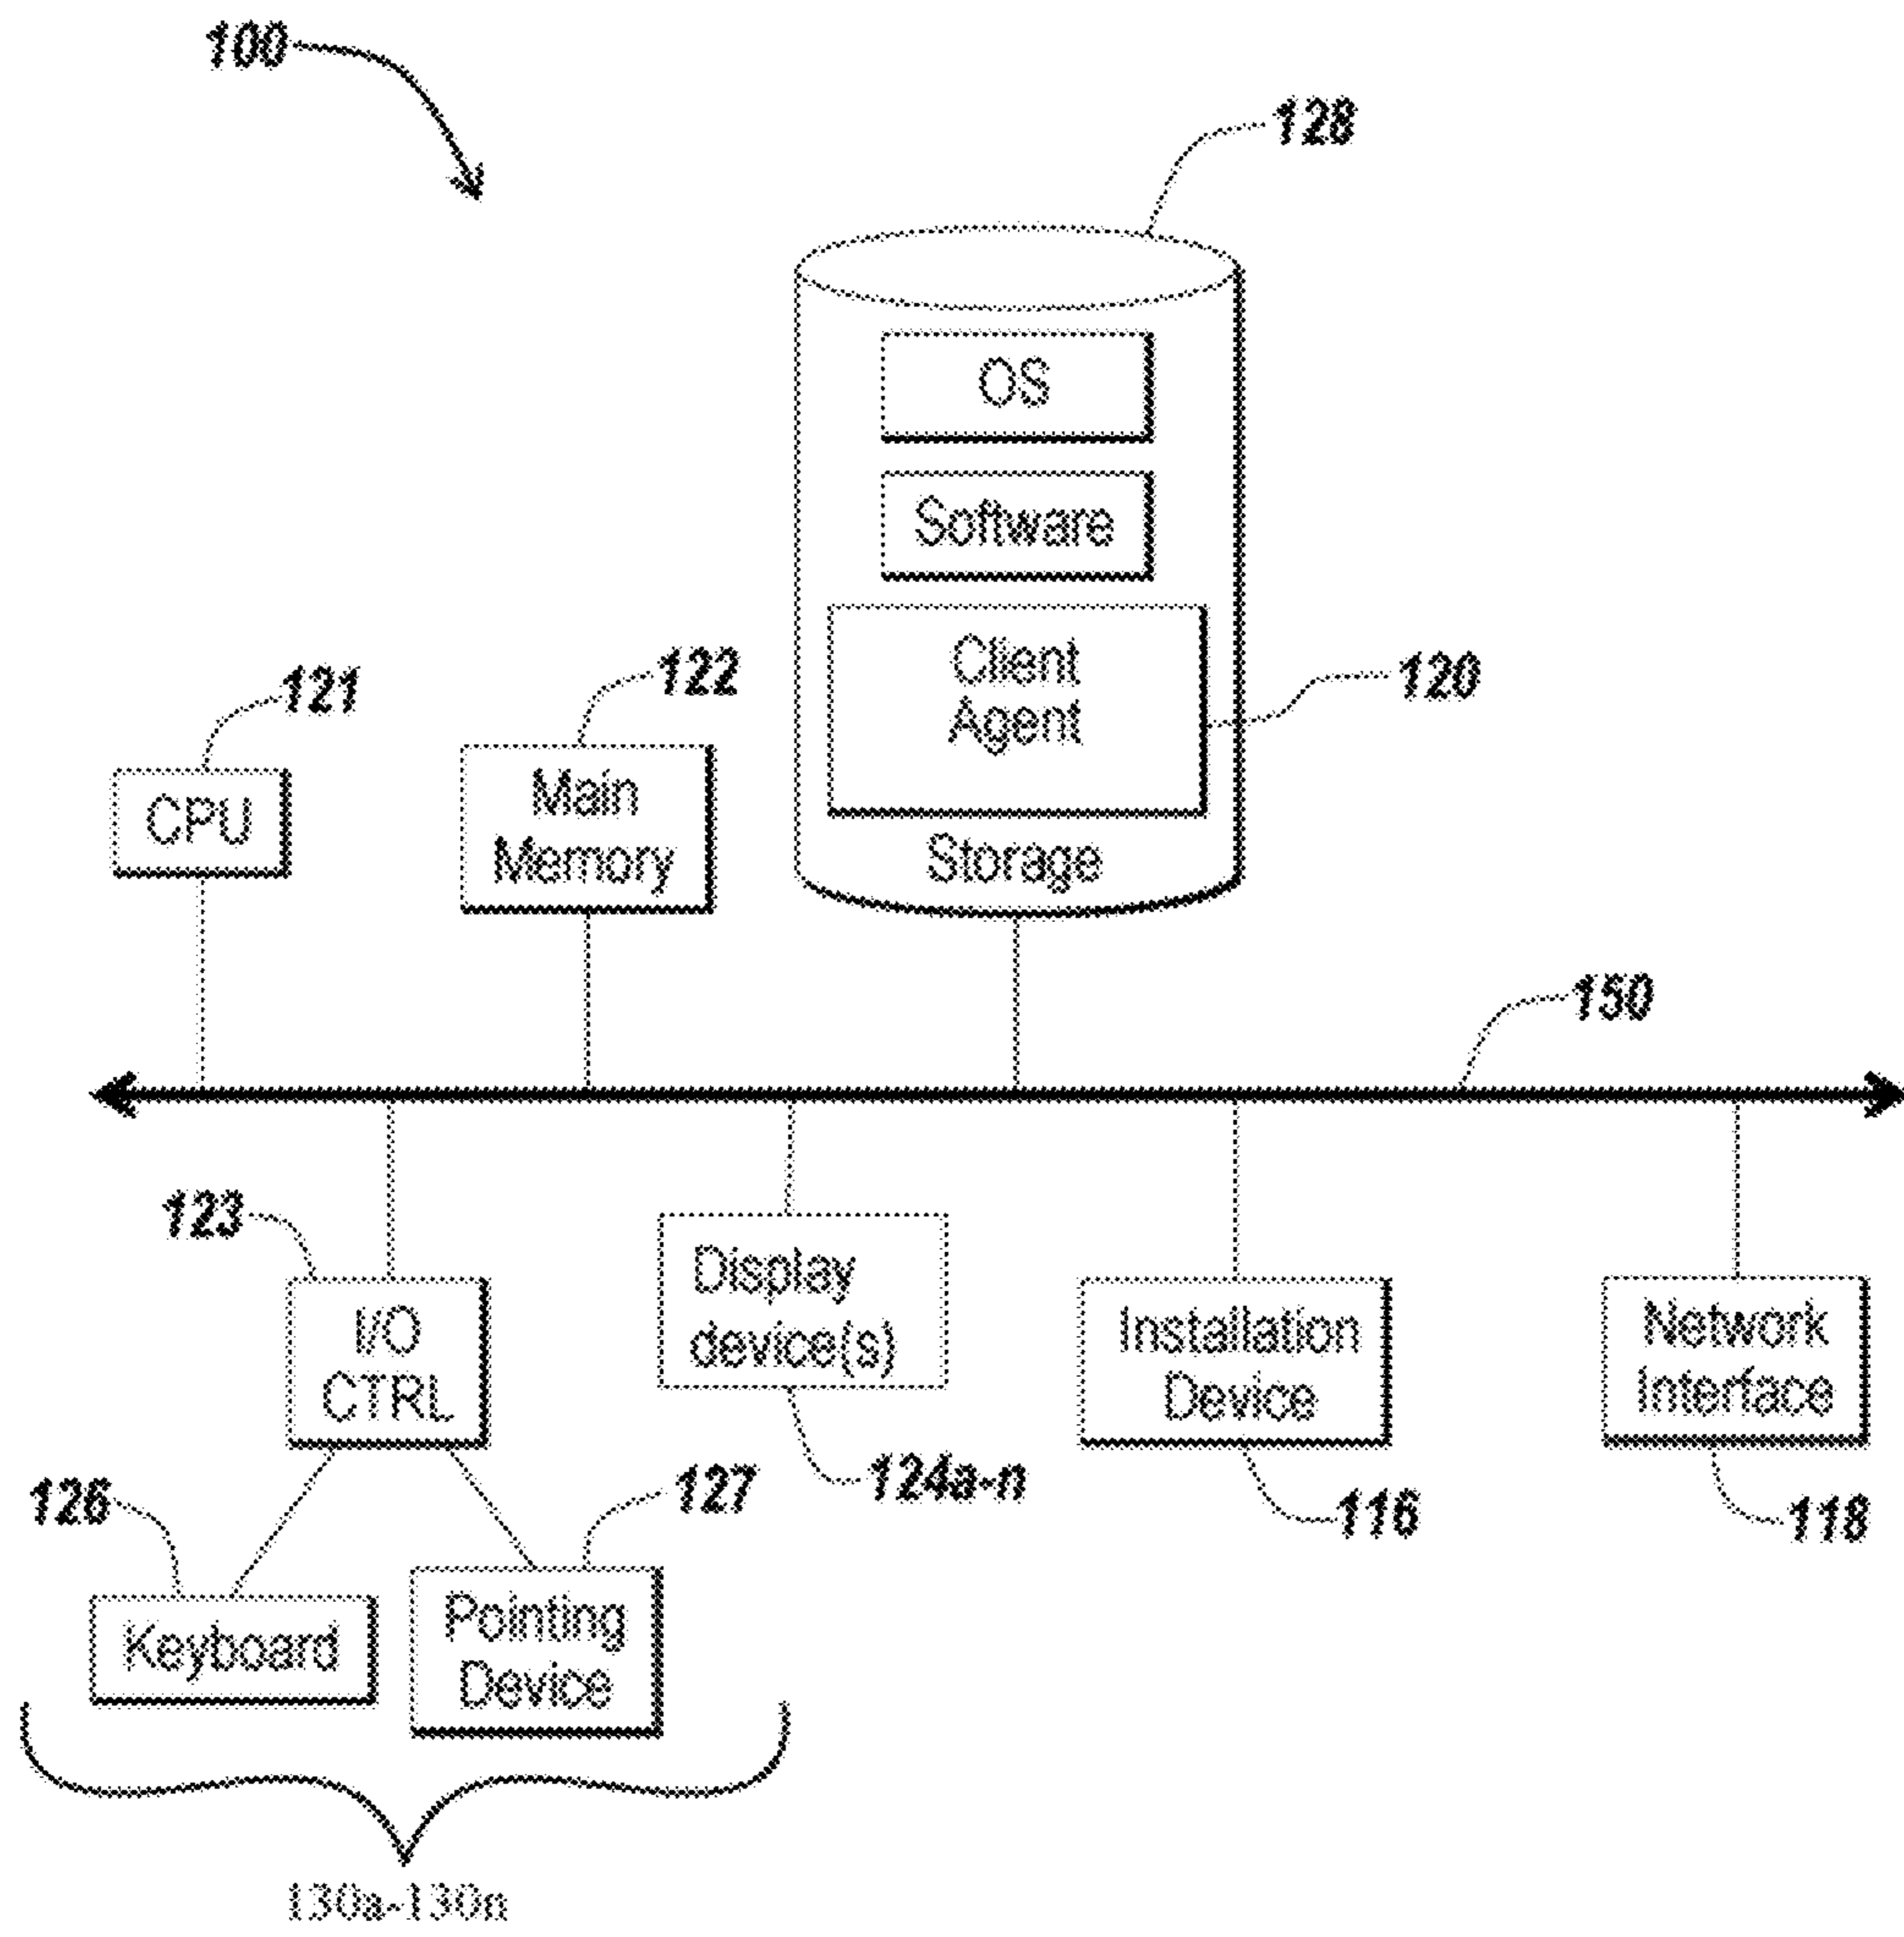 100
128
OS
Software
Client
Agent
120
Storage
121
CPU
122
Main
Memory
150
123
I/O
CTRL
Display
device(s)
124a-n
Installation
Device
116
Network
Interface
118
126
Keyboard
127
Pointing
Device
130a-130n